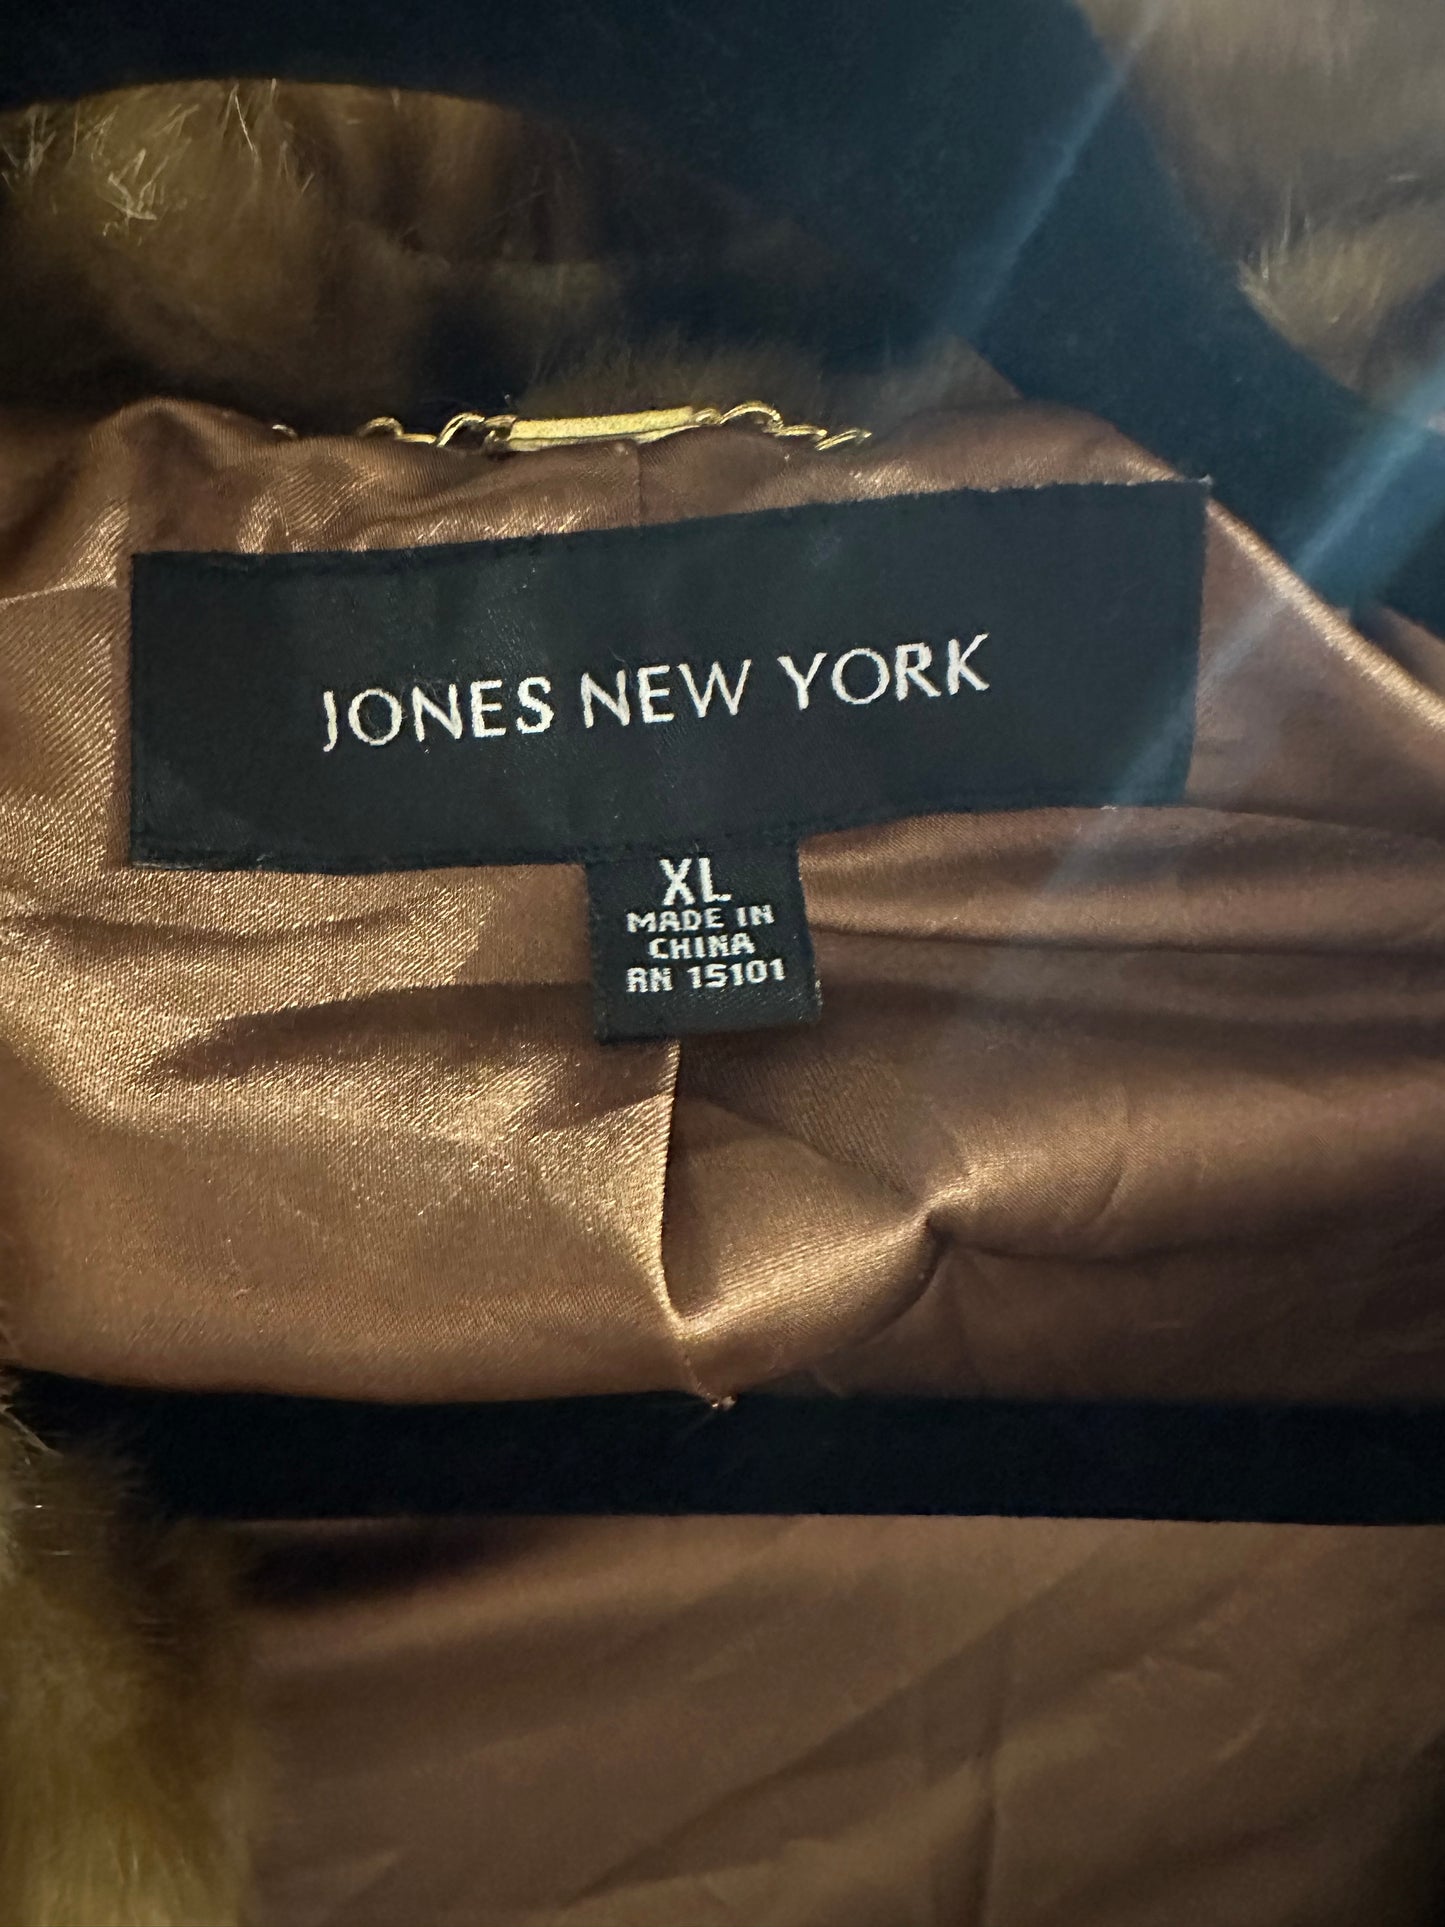 JONES NEW YORK
XL
MADE IN
CHINA
RN 15101